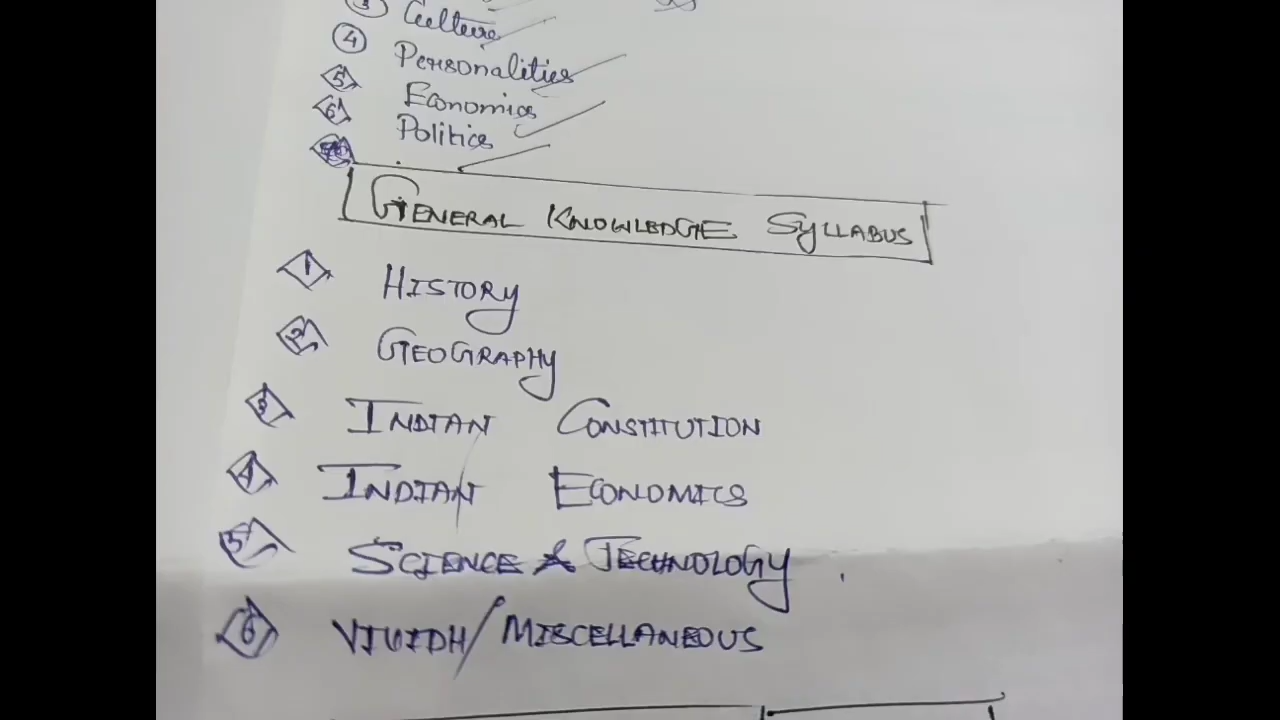 3 Culture
4 Personalities
5 Economics
6 Politics
GENERAL KNOWLEDGE SYLLABUS
1 HISTORY
2 GEOGRAPHY
3 INDIAN CONSTITUTION
4 INDIAN ECONOMICS
5 SCIENCE & TECHNOLOGY
6 VIVIDH/MISCELLANEOUS